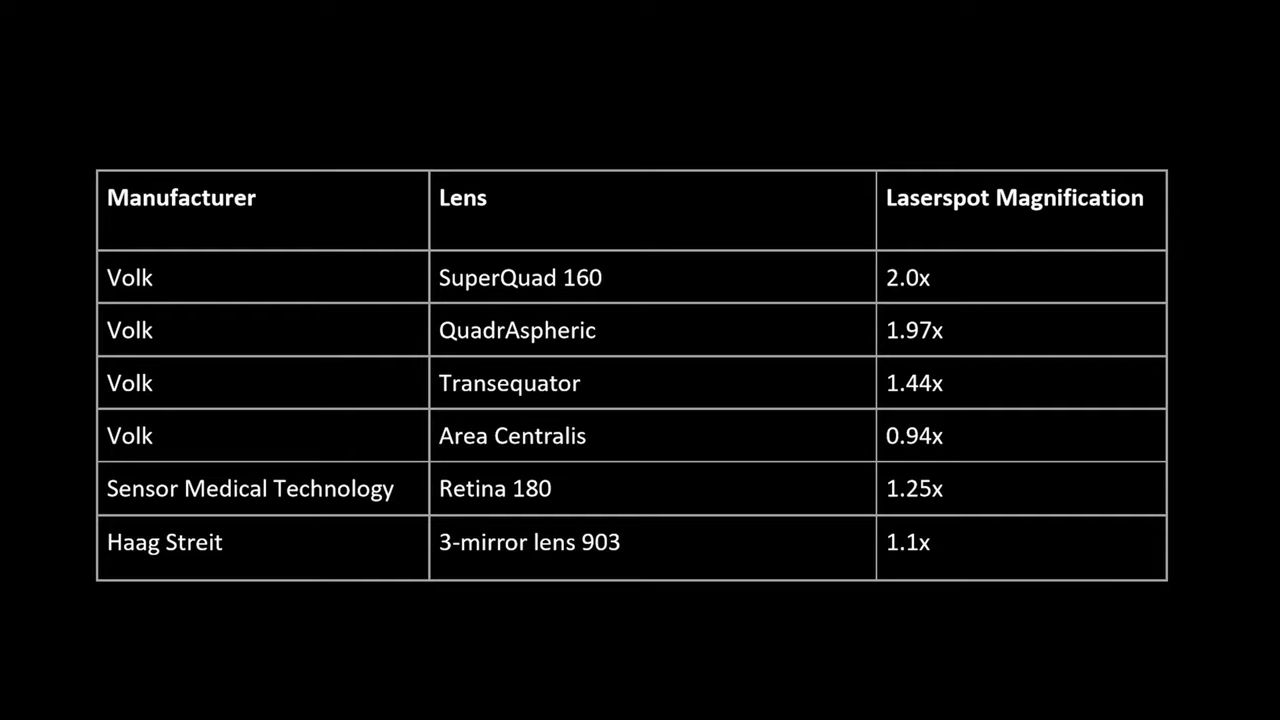 Manufacturer Lens Laserspot Magnification
Volk SuperQuad 160 2.0x
Volk QuadrAspheric 1.97x
Volk Transequator 1.44x
Volk Area Centralis 0.94x
Sensor Medical Technology Retina 180 1.25x
Haag Streit 3-mirror lens 903 1.1x